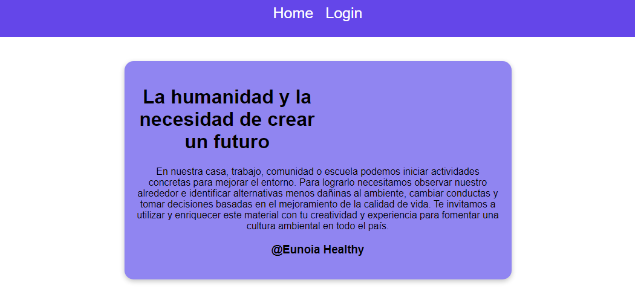 Home Login
La humanidad y la
necesidad de crear
un futuro
En nuestra casa, trabajo, comunidad o escuela podemos iniciar actividades
concretas para mejorar el entorno. Para lograrlo necesitamos observar nuestro
alrededor e identificar alternativas menos dañinas al ambiente, cambiar conductas y
tomar decisiones basadas en el mejoramiento de la calidad de vida. Te invitamos a
utilizar y enriquecer este material con tu creatividad y experiencia para fomentar una
cultura ambiental en todo el país.
@Eunoia Healthy